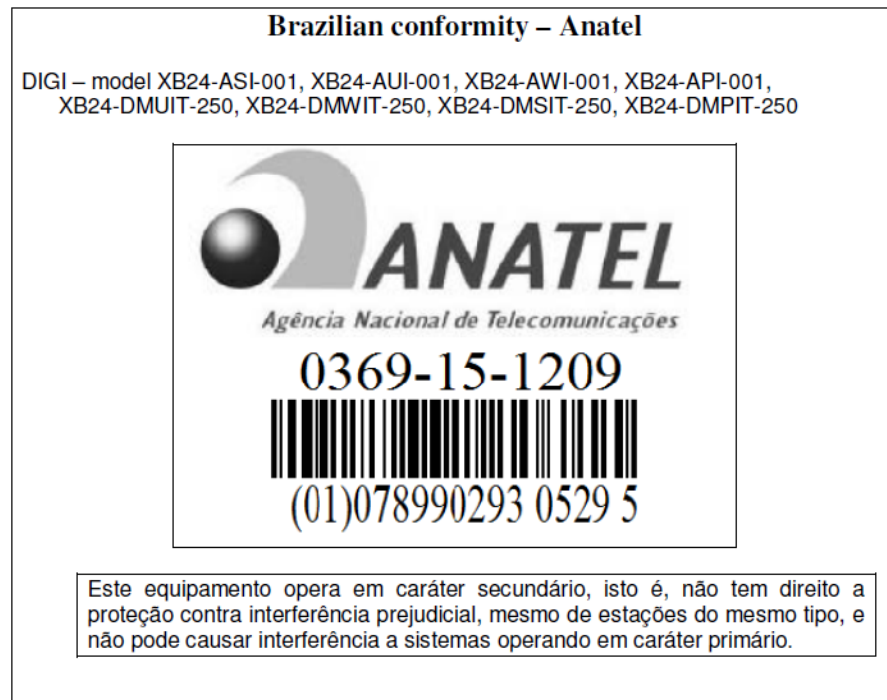 Brazilian conformity – Anatel
DIGI – model XB24-ASI-001, XB24-AUI-001, XB24-AWI-001, XB24-API-001,
XB24-DMUIT-250, XB24-DMWIT-250, XB24-DMSIT-250, XB24-DMPIT-250
ANATEL
Agência Nacional de Telecomunicações
0369-15-1209
(01)078990293 0529 5
Este equipamento opera em caráter secundário, isto é, não tem direito a
proteção contra interferência prejudicial, mesmo de estações do mesmo tipo, e
não pode causar interferência a sistemas operando em caráter primário.